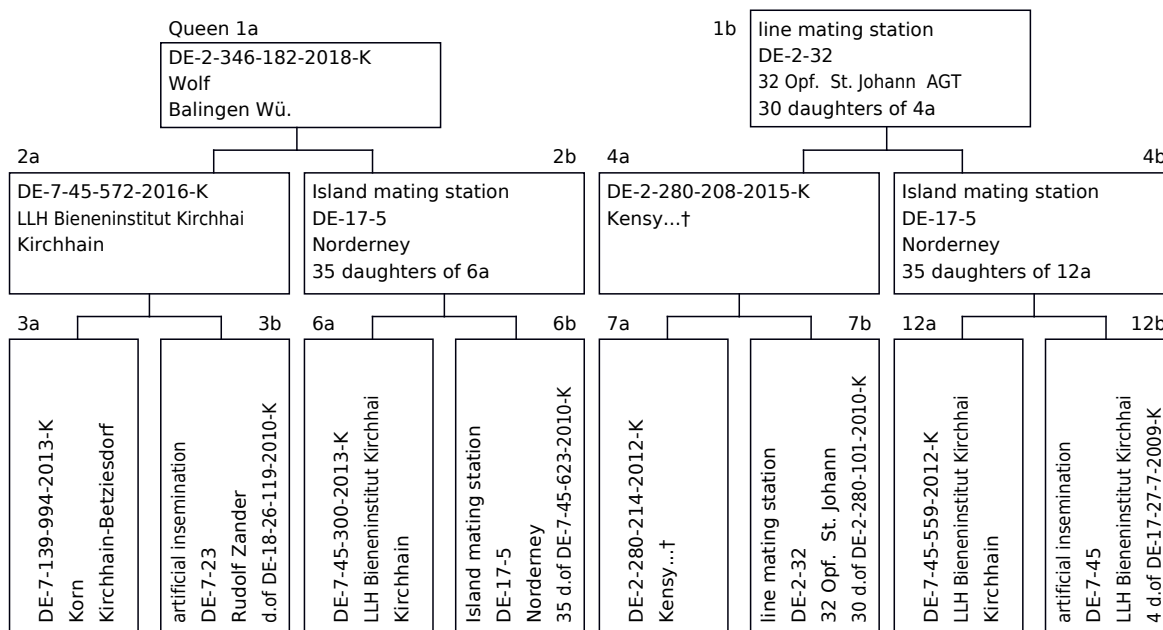 Queen 1a
DE-2-346-182-2018-K
Wolf
Balingen Wü.
1b
line mating station
DE-2-32
32 Opf. St. Johann AGT
30 daughters of 4a
2a
DE-7-45-572-2016-K
LLH Bieneninstitut Kirchhai
Kirchhain
2b
Island mating station
DE-17-5
Norderney
35 daughters of 6a
4a
DE-2-280-208-2015-K
Kensy...†
4b
Island mating station
DE-17-5
Norderney
35 daughters of 12a
3a
DE-7-139-994-2013-K
Korn
Kirchhain-Betziesdorf
3b
artificial insemination
DE-7-23
Rudolf Zander
d.of DE-18-26-119-2010-K
6a
DE-7-45-300-2013-K
LLH Bieneninstitut Kirchhai
Kirchhain
6b
Island mating station
DE-17-5
Norderney
35 d.of DE-7-45-623-2010-K
7a
DE-2-280-214-2012-K
Kensy...†
7b
line mating station
DE-2-32
32 Opf. St. Johann
30 d.of DE-2-280-101-2010-K
12a
DE-7-45-559-2012-K
LLH Bieneninstitut Kirchhai
Kirchhain
12b
artificial insemination
DE-7-45
LLH Bieneninstitut Kirchhai
4 d.of DE-17-27-7-2009-K